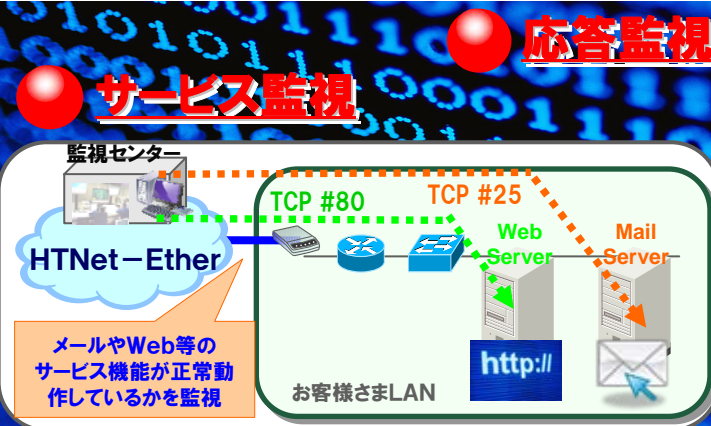 応答監視
サービス監視
監視センター
TCP #80
TCP #25
Web
Server
Mail
Server
HTNet－Ether
メールやWeb等の
サービス機能が正常動
作しているかを監視
http://
お客様さまLAN